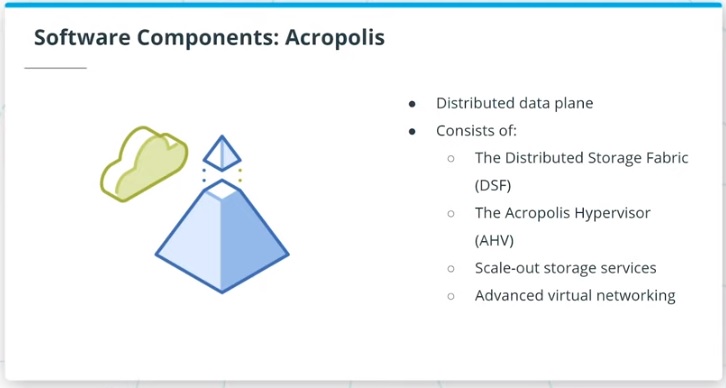 Software Components: Acropolis
● Distributed data plane
● Consists of:
○ The Distributed Storage Fabric
(DSF)
○ The Acropolis Hypervisor
(AHV)
○ Scale-out storage services
○ Advanced virtual networking